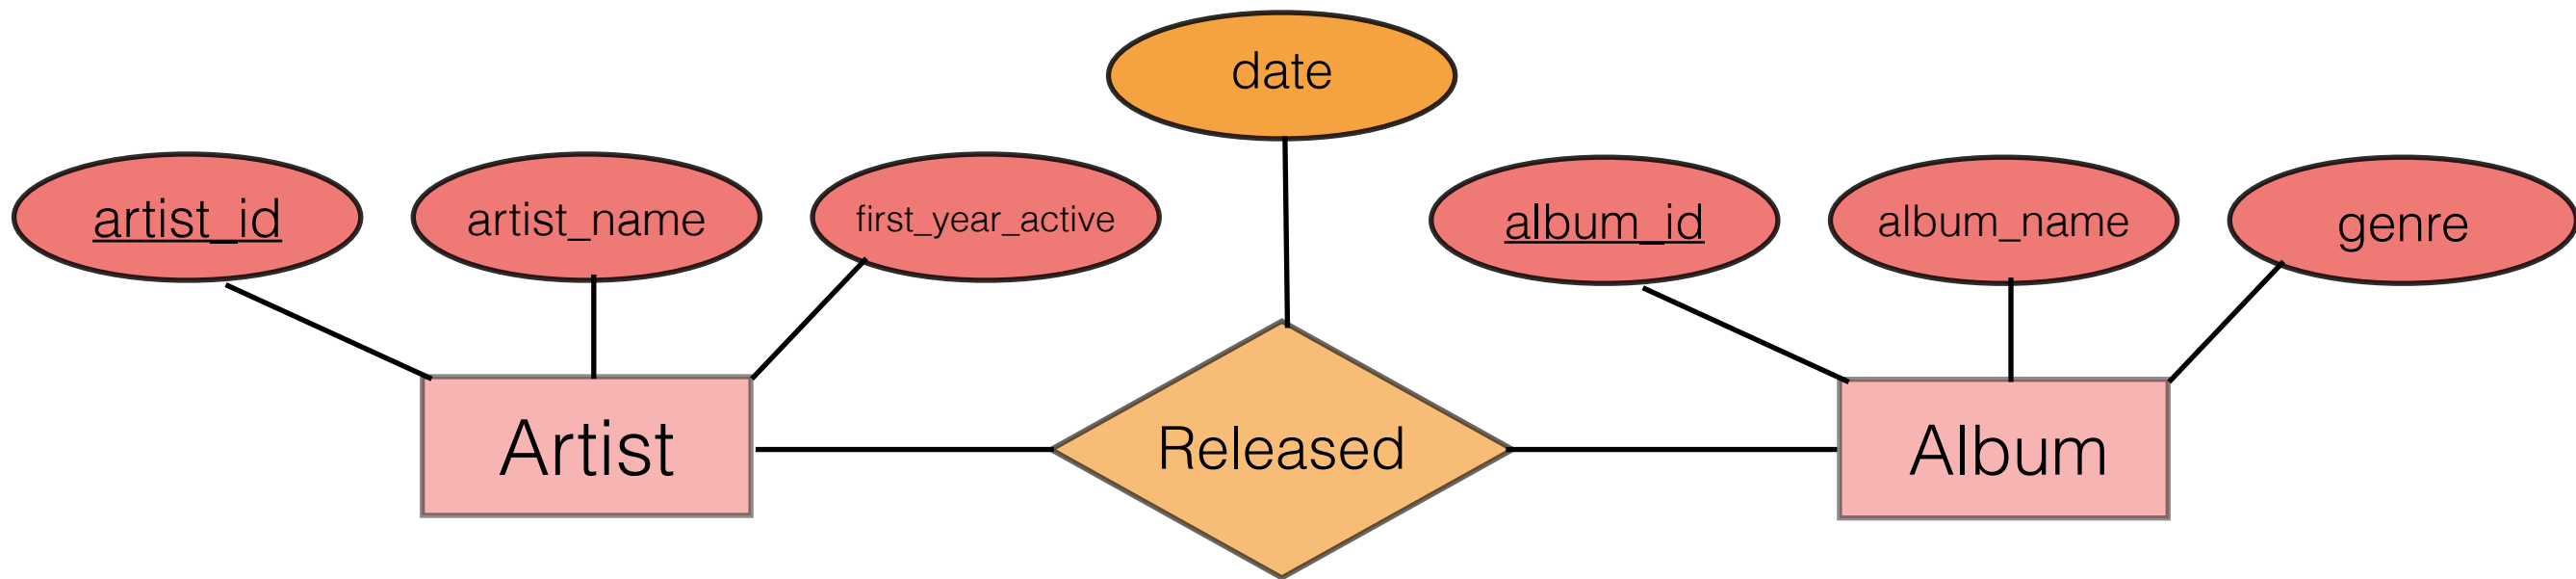 date
artist_id
artist_name
first_year_active
album_id
album_name
genre
Artist
Released
Album